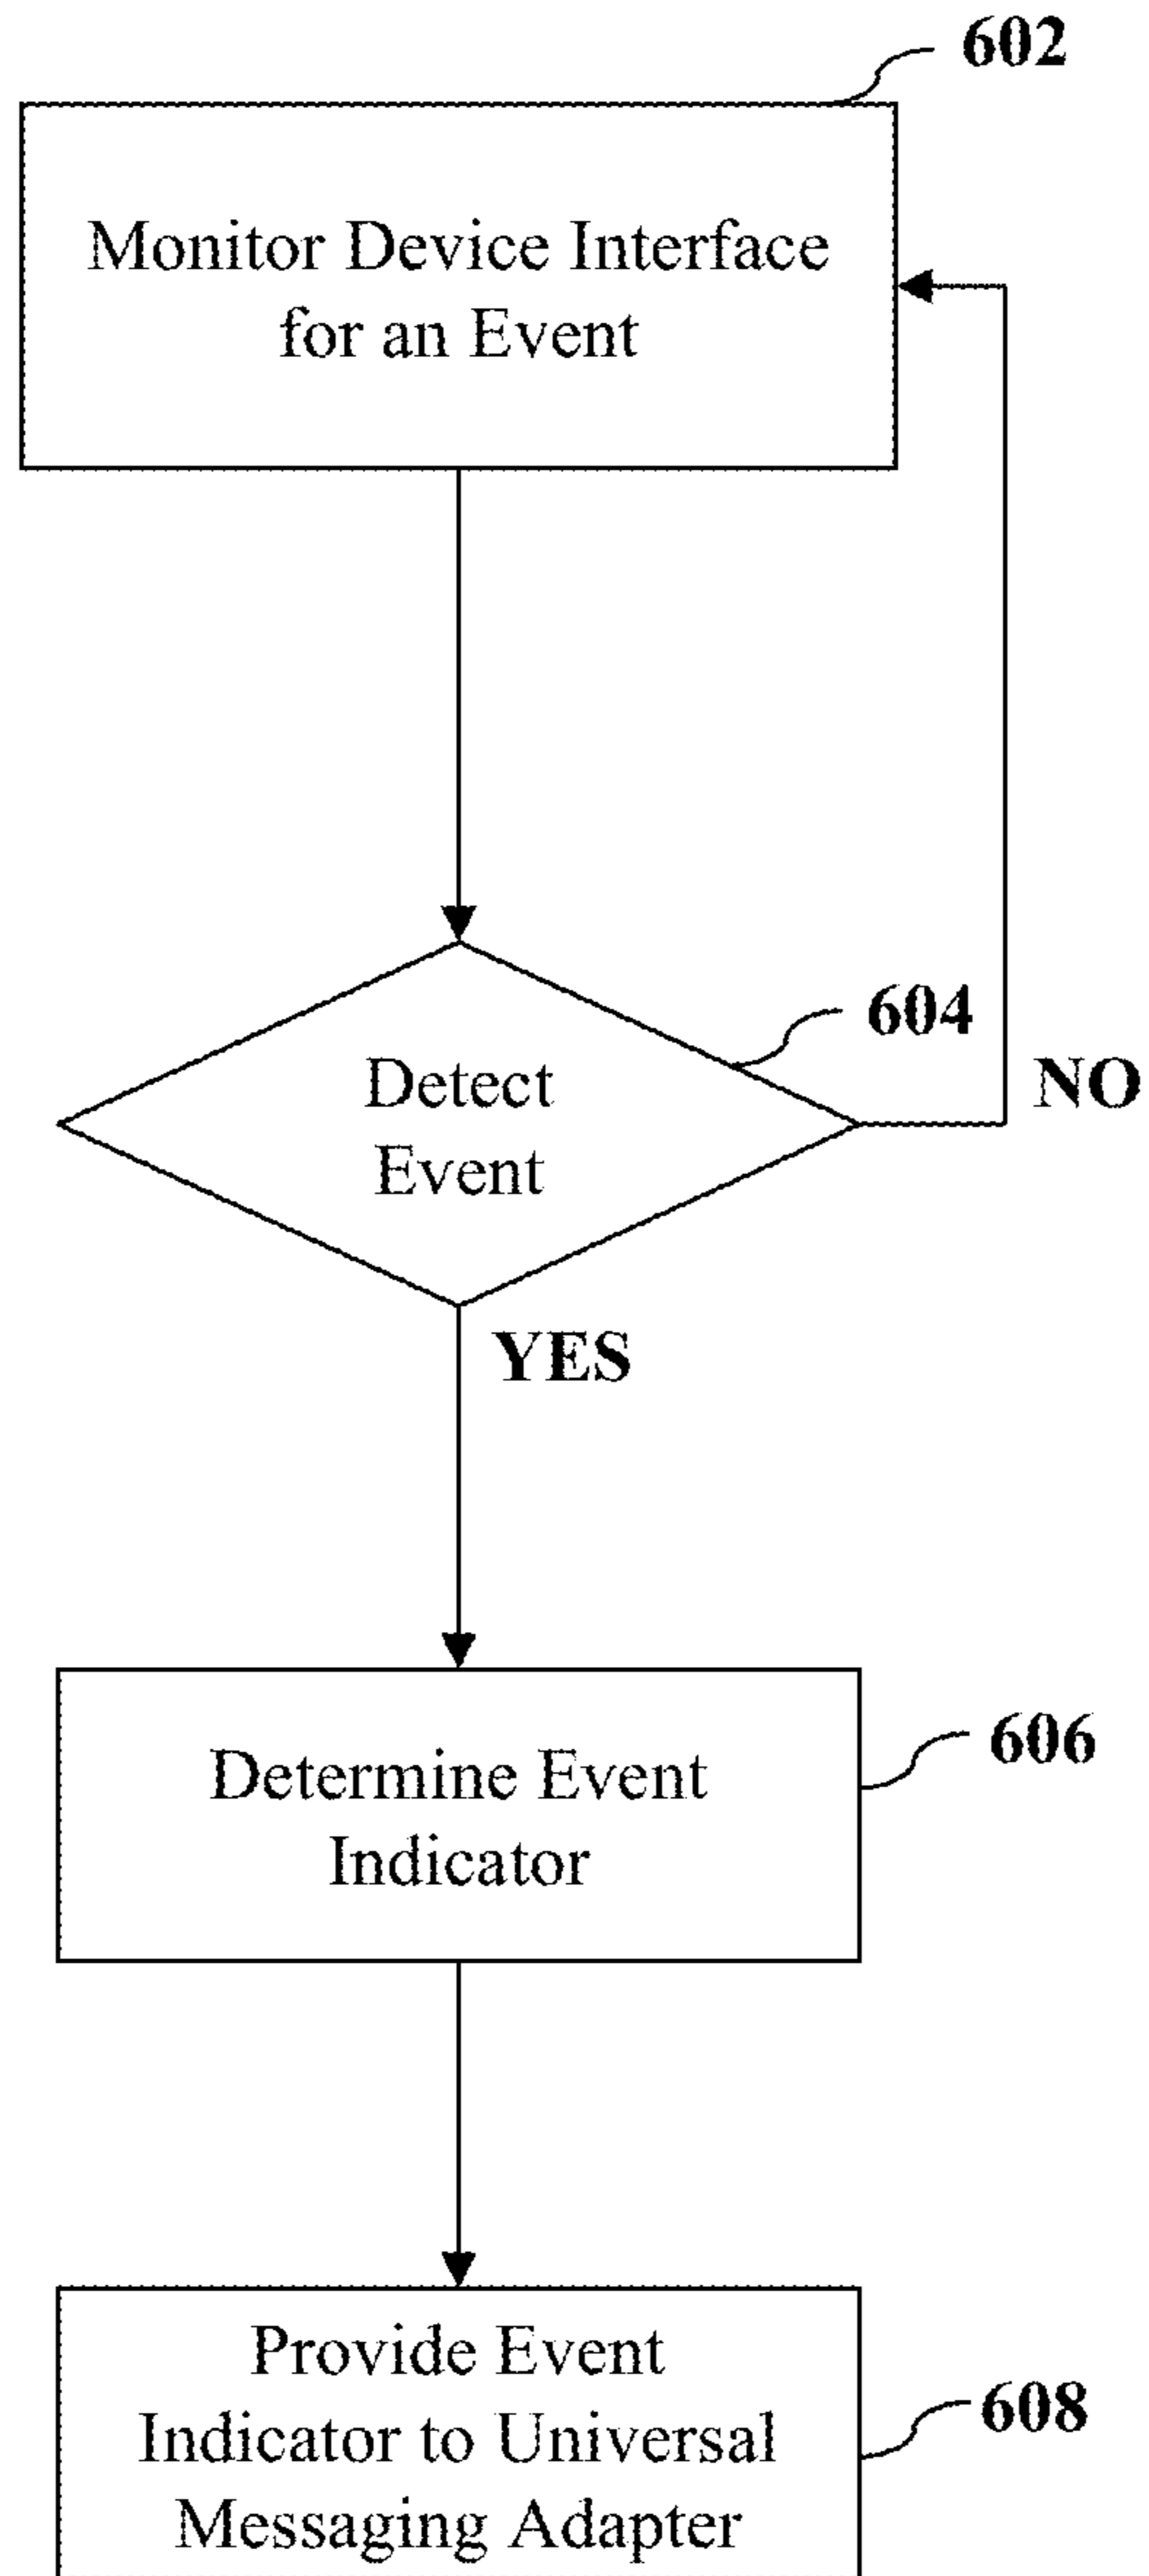 602
Monitor Device Interface
for an Event
604
Detect
Event
NO
YES
606
Determine Event
Indicator
Provide Event
Indicator to Universal
Messaging Adapter
608